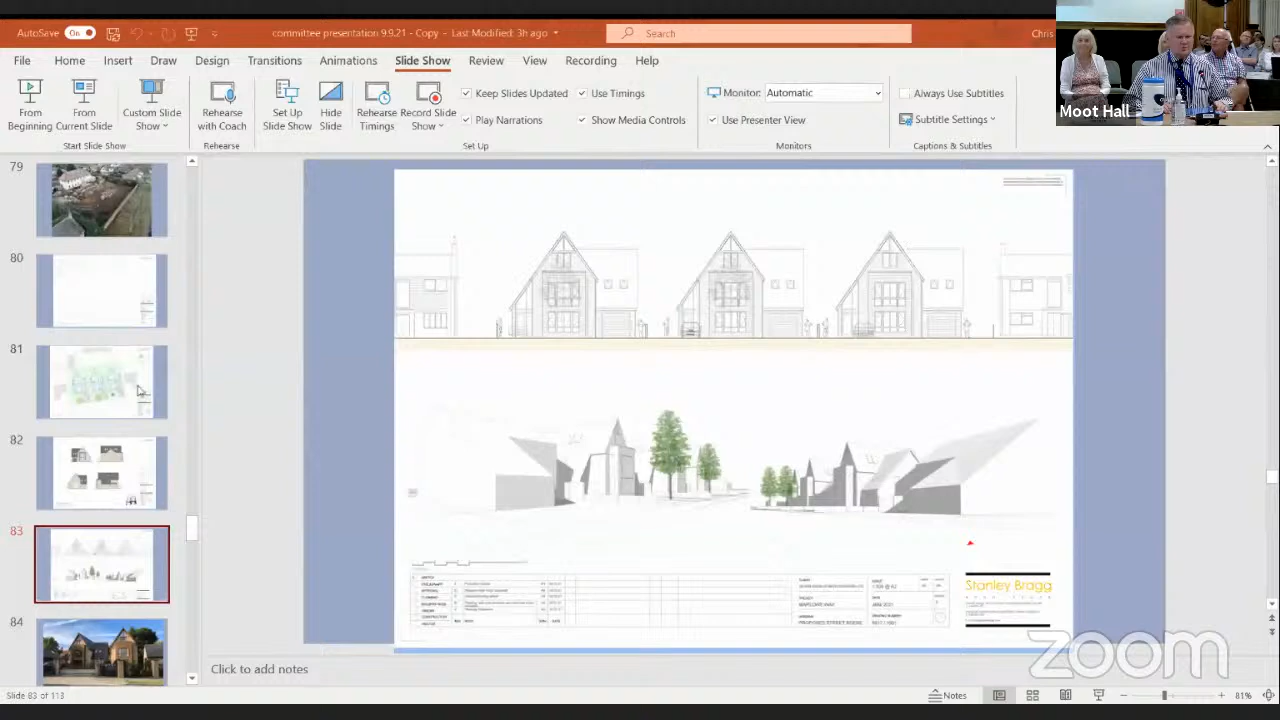 AutoSave On committee presentation 9.9.21 - Copy - Last Modified: 3h ago Search Chris
File Home Insert Draw Design Transitions Animations Slide Show Review View Recording Help
Moot Hall
From Beginning
From Current Slide
Custom Slide Show
Rehearse with Coach
Set Up Slide Show
Hide Slide
Rehearse Timings
Record Slide Show
Keep Slides Updated
Use Timings
Play Narrations
Show Media Controls
Monitor: Automatic
Use Presenter View
Always Use Subtitles
Subtitle Settings
Start Slide Show Rehearse Set Up Monitors Captions & Subtitles
79
80
81
82
83
84
Stanley Bragg
zoom
Click to add notes
Slide 83 of 113 Notes 81%